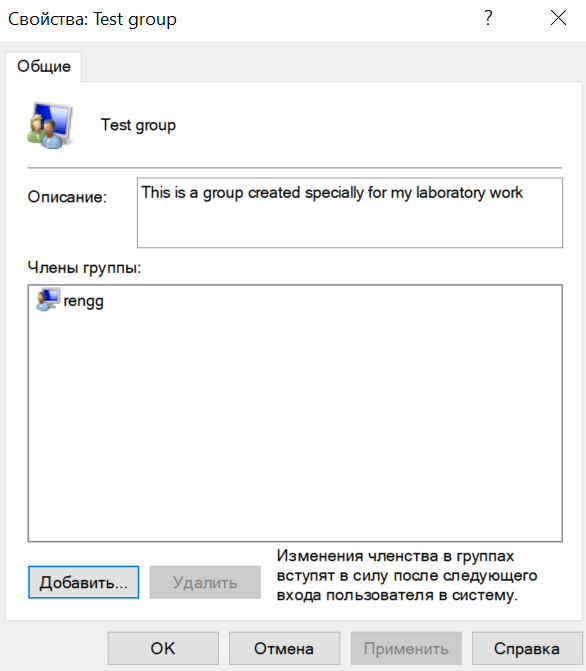 Свойства: Test group
?
Общие
Test group
Описание:
This is a group created specially for my laboratory work
Члены группы:
rengg
Добавить...
Удалить
Изменения членства в группах
вступят в силу после следующего
входа пользователя в систему.
OK
Отмена
Применить
Справка